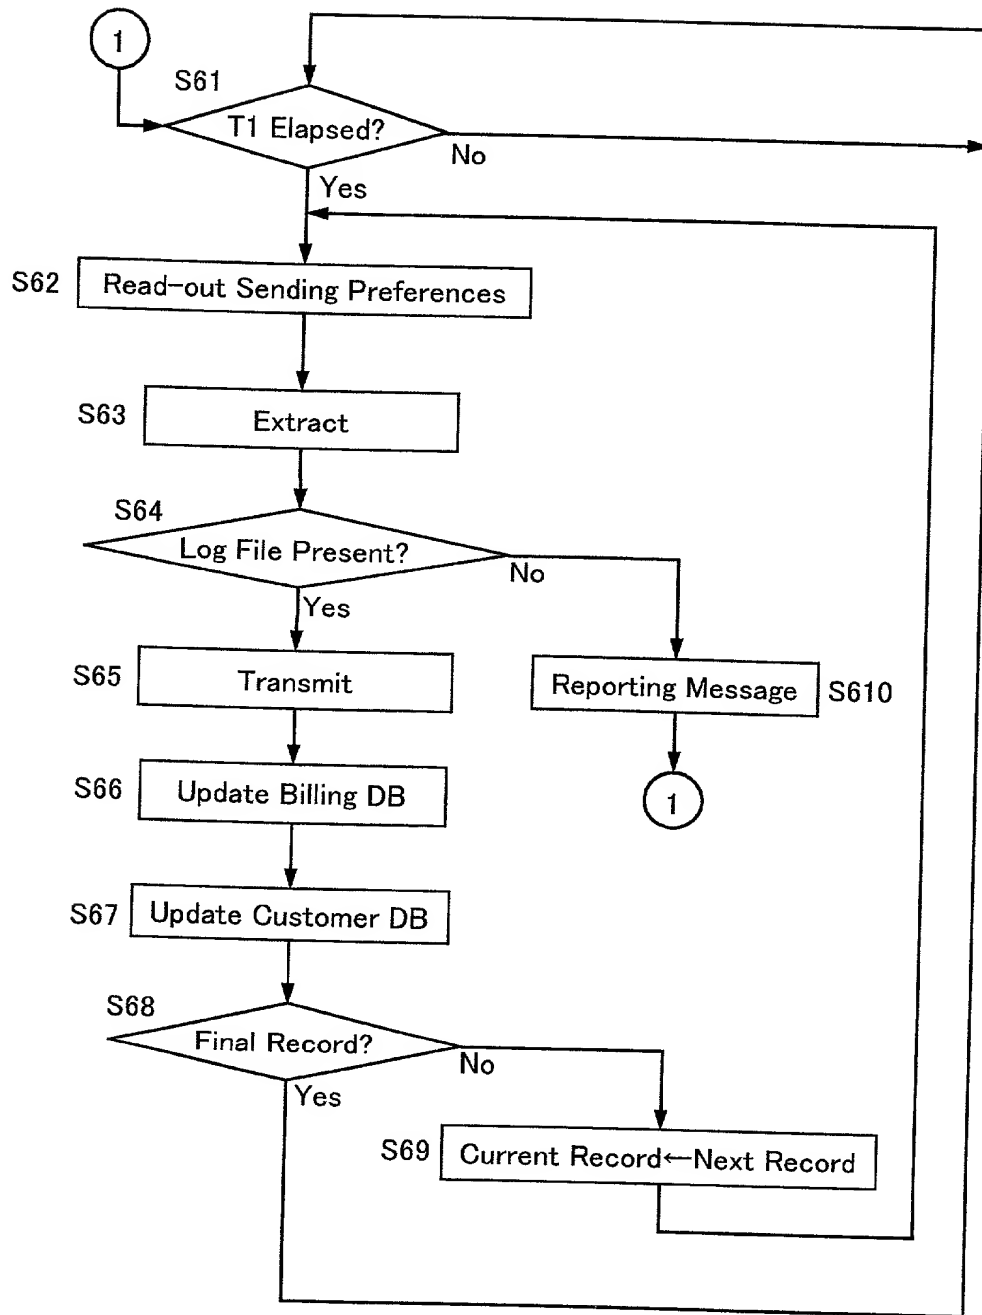 1
S61
T1 Elapsed?
No
Yes
S62
Read-out Sending Preferences
S63
Extract
S64
Log File Present?
No
Yes
S65
Transmit
Reporting Message
S610
S66
Update Billing DB
1
S67
Update Customer DB
S68
Final Record?
No
Yes
S69
Current Record←Next Record